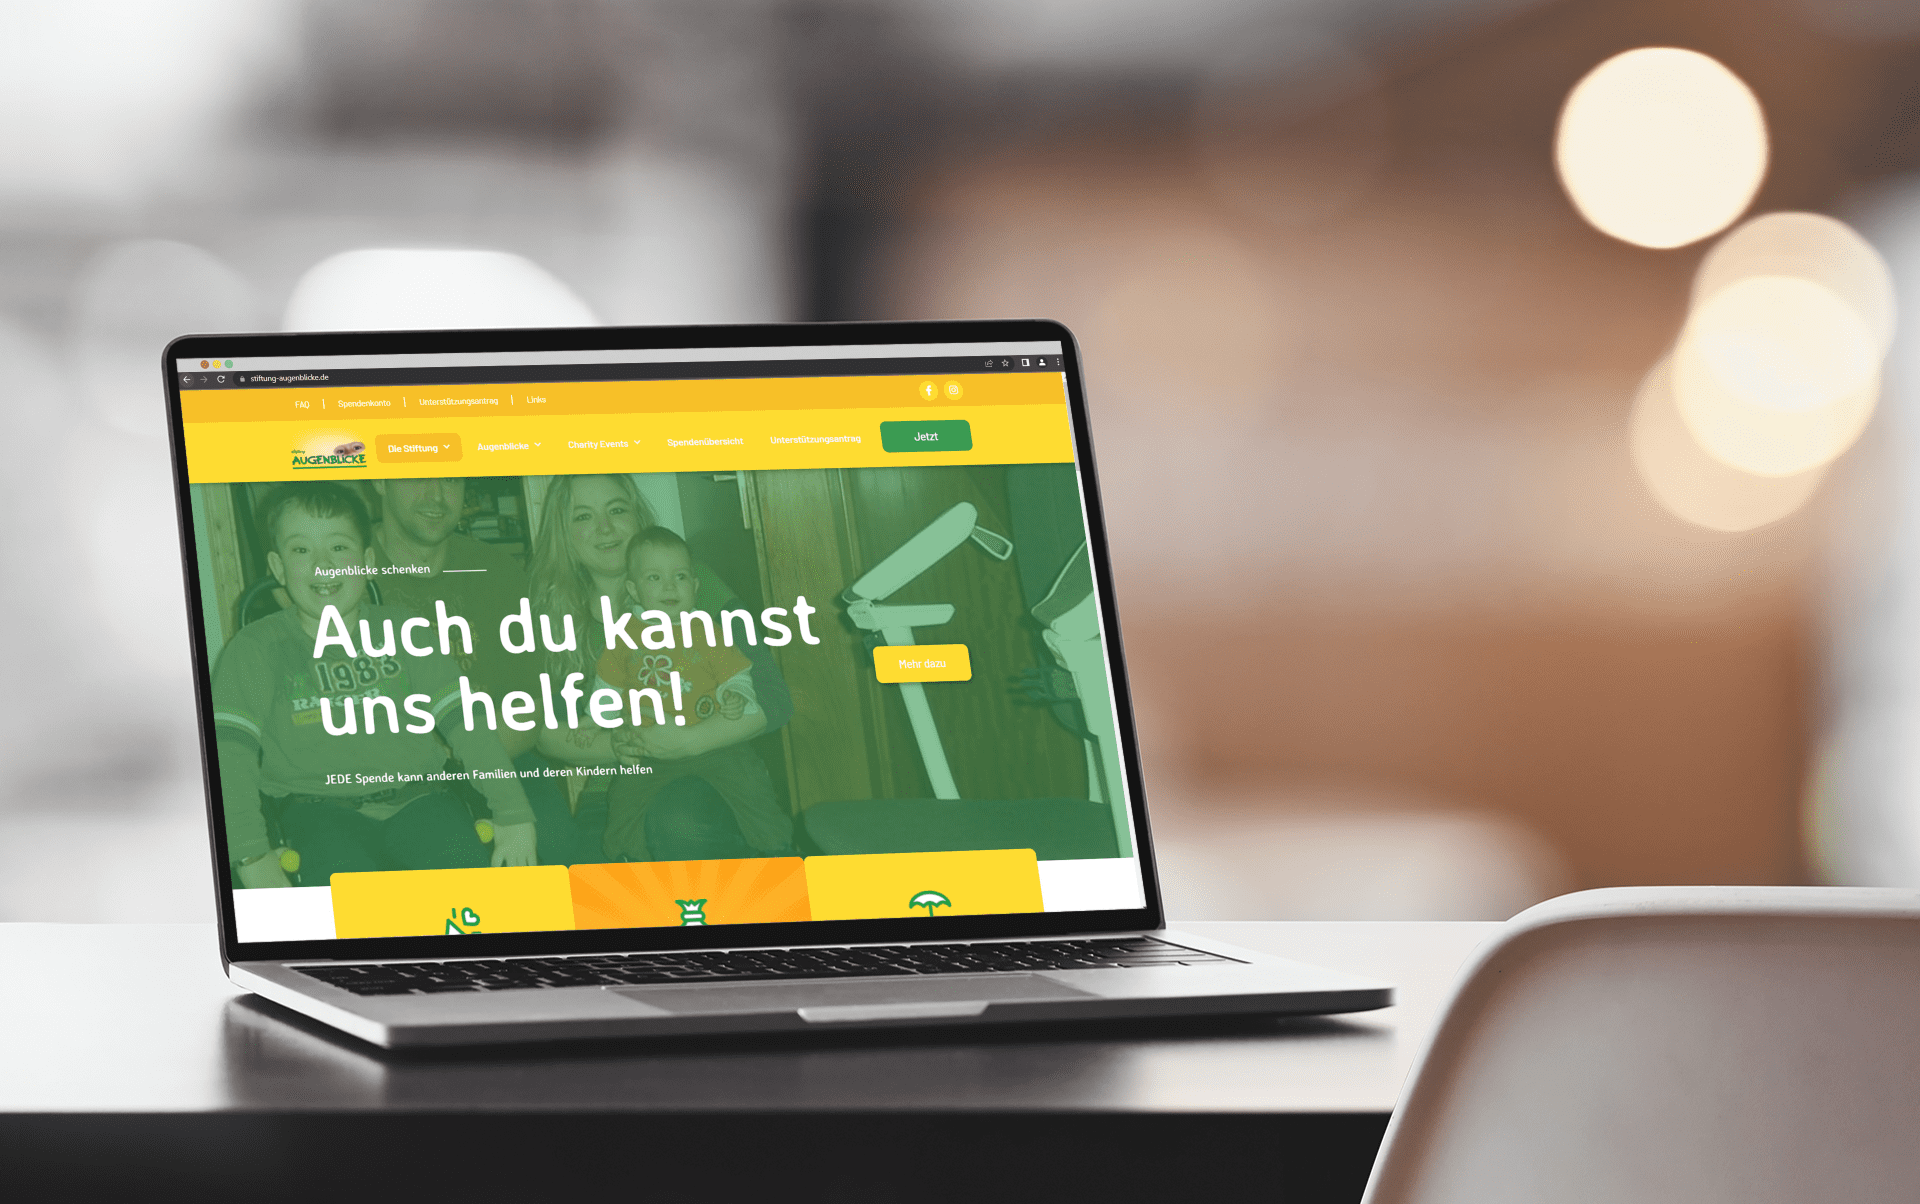 stiftung-augenblicke.de
FAQ | Spendenkonto | Unterstützungsantrag | Links
Stiftung
AUGENBLICKE
Die Stiftung
Augenblicke
Charity Events
Spendenübersicht
Unterstützungsantrag
Jetzt
Augenblicke schenken
Auch du kannst
uns helfen!
Mehr dazu
1983
JEDE Spende kann anderen Familien und deren Kindern helfen